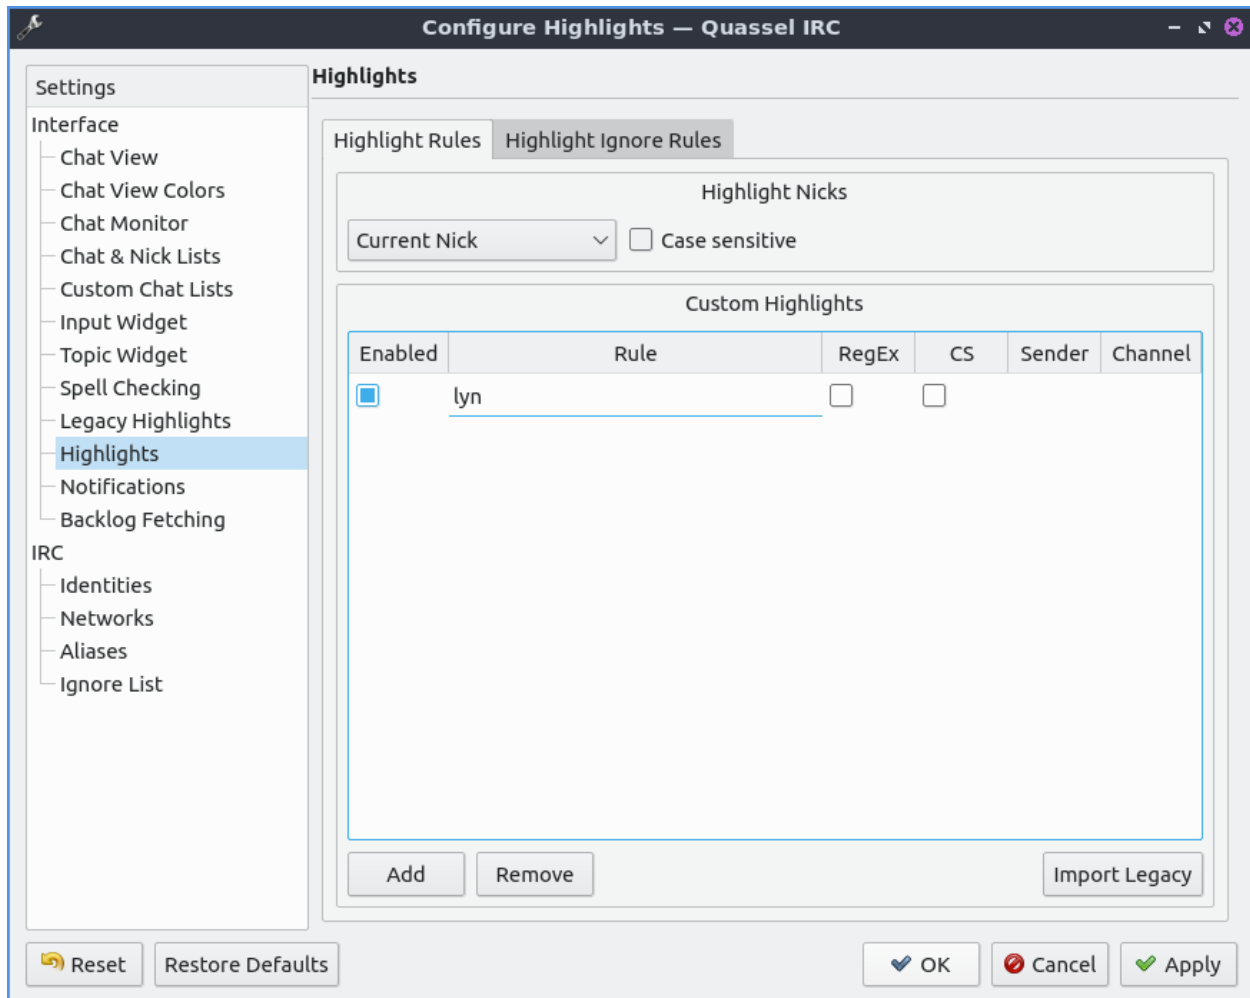 Configure Highlights — Quassel IRC
Settings
Interface
Chat View
Chat View Colors
Chat Monitor
Chat & Nick Lists
Custom Chat Lists
Input Widget
Topic Widget
Spell Checking
Legacy Highlights
Highlights
Notifications
Backlog Fetching
IRC
Identities
Networks
Aliases
Ignore List
Highlights
Highlight Rules Highlight Ignore Rules
Highlight Nicks
Current Nick Case sensitive
Custom Highlights
Enabled Rule RegEx CS Sender Channel
lyn
Add Remove Import Legacy
Reset Restore Defaults OK Cancel Apply